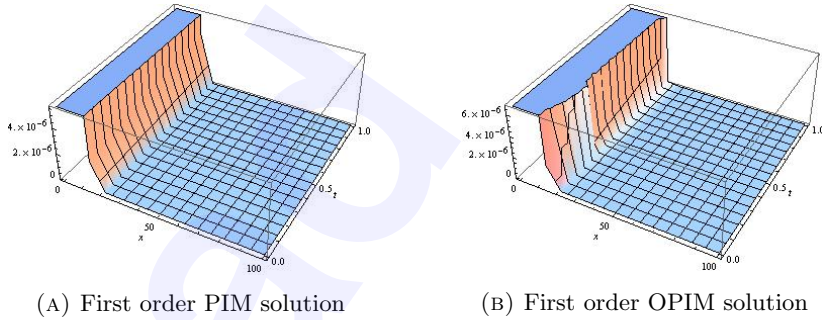 4. × 10⁻⁶
2. × 10⁻⁶
0
0
50
x
100
0.0
0.5
t
1.0
6. × 10⁻⁶
4. × 10⁻⁶
2. × 10⁻⁶
0
0
50
x
100
0.0
0.5
t
1.0
(A) First order PIM solution
(B) First order OPIM solution